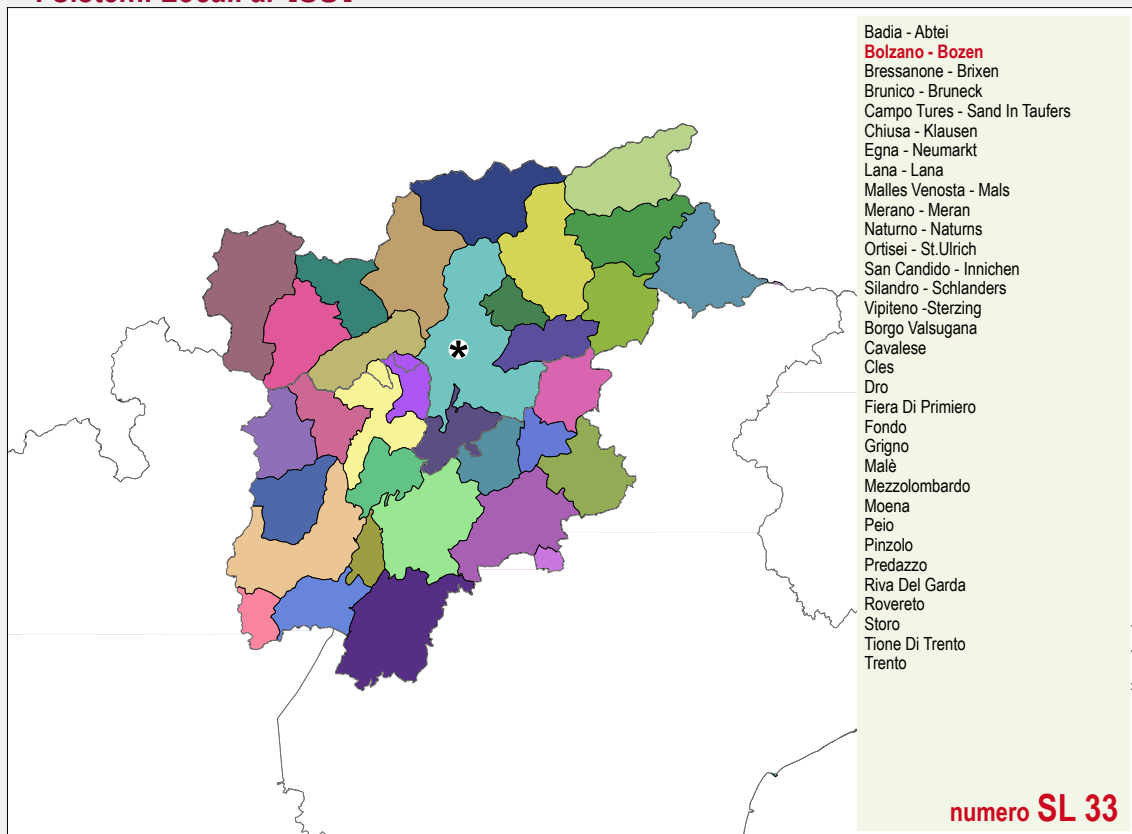 Badia - Abtei
Bolzano - Bozen
Bressanone - Brixen
Brunico - Bruneck
Campo Tures - Sand In Taufers
Chiusa - Klausen
Egna - Neumarkt
Lana - Lana
Malles Venosta - Mals
Merano - Meran
Naturno - Naturns
Ortisei - St.Ulrich
San Candido - Innichen
Silandro - Schlanders
Vipiteno -Sterzing
Borgo Valsugana
Cavalese
Cles
Dro
Fiera Di Primiero
Fondo
Grigno
Malè
Mezzolombardo
Moena
Peio
Pinzolo
Predazzo
Riva Del Garda
Rovereto
Storo
Tione Di Trento
Trento
numero SL 33